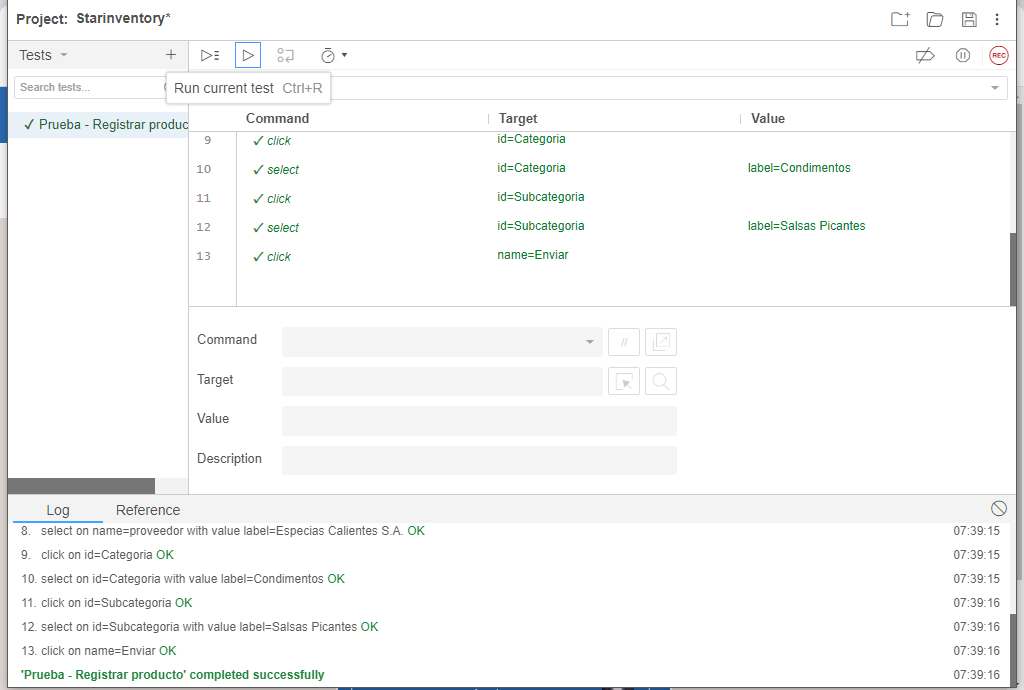 Project: Starinventory*
Tests
Search tests...
Run current test Ctrl+R
REC
✓ Prueba - Registrar produc
Command Target Value
9 ✓ click id=Categoria
10 ✓ select id=Categoria label=Condimentos
11 ✓ click id=Subcategoria
12 ✓ select id=Subcategoria label=Salsas Picantes
13 ✓ click name=Enviar
Command
//
Target
Value
Description
Log Reference
8. select on name=proveedor with value label=Especias Calientes S.A. OK 07:39:15
9. click on id=Categoria OK 07:39:15
10. select on id=Categoria with value label=Condimentos OK 07:39:15
11. click on id=Subcategoria OK 07:39:16
12. select on id=Subcategoria with value label=Salsas Picantes OK 07:39:16
13. click on name=Enviar OK 07:39:16
'Prueba - Registrar producto' completed successfully 07:39:16